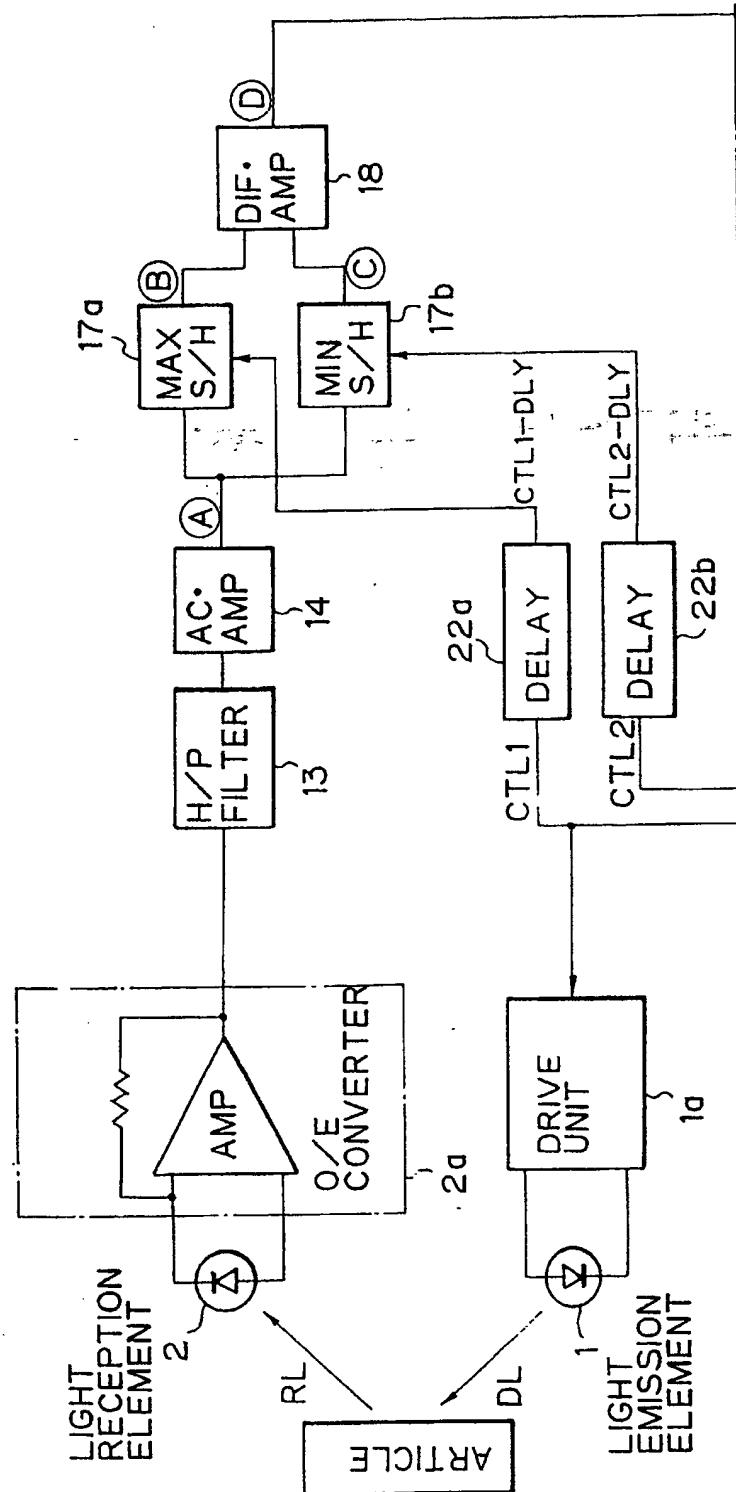 LIGHT
RECEPTION
ELEMENT
2
AMP
O/E
CONVERTER
2a
H/P
FILTER
13
AC·
AMP
14
A
MAX
S/H
17a
B
MIN
S/H
17b
C
DIF·
AMP
18
D
ARTICLE
RL
DL
LIGHT
EMISSION
ELEMENT
1
DRIVE
UNIT
1a
CTL1
DELAY
22a
CTL1-DLY
CTL2
DELAY
22b
CTL2-DLY